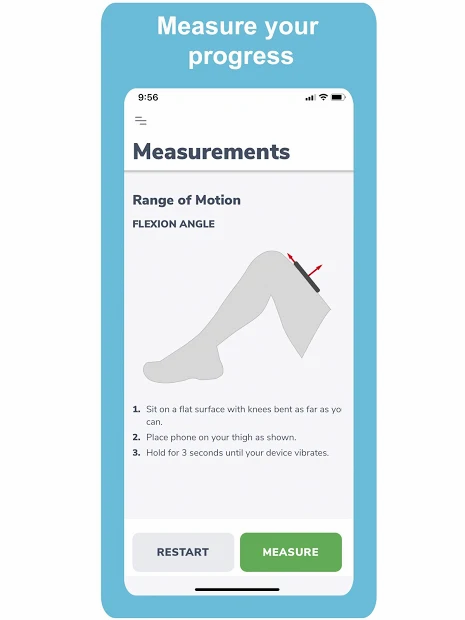 Measure your
progress
9:56
Measurements
Range of Motion
FLEXION ANGLE
1. Sit on a flat surface with knees bent as far as yo
can.
2. Place phone on your thigh as shown.
3. Hold for 3 seconds until your device vibrates.
RESTART
MEASURE